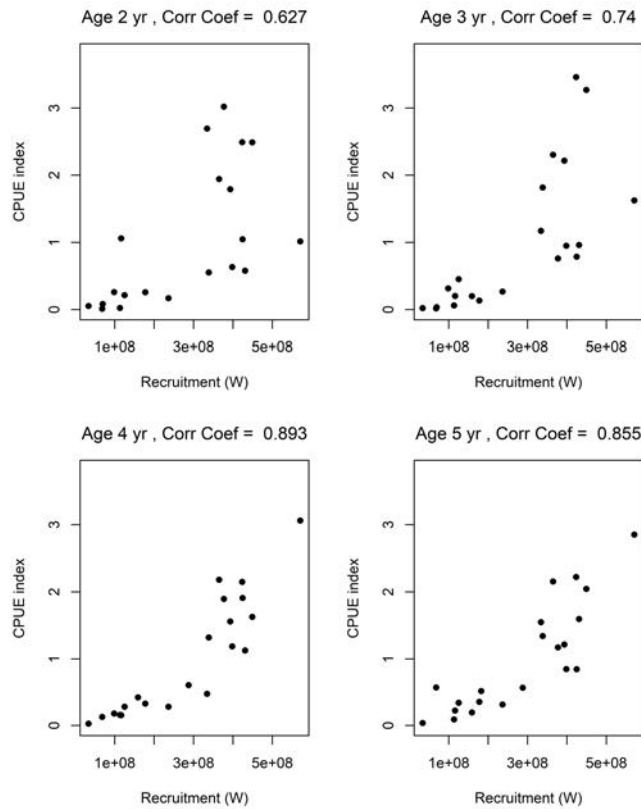 Age 2 yr , Corr Coef = 0.627
CPUE index
3
2
1
0
1e+08 3e+08 5e+08
Recruitment (W)
Age 3 yr , Corr Coef = 0.74
CPUE index
3
2
1
0
1e+08 3e+08 5e+08
Recruitment (W)
Age 4 yr , Corr Coef = 0.893
CPUE index
3
2
1
0
1e+08 3e+08 5e+08
Recruitment (W)
Age 5 yr , Corr Coef = 0.855
CPUE index
3
2
1
0
1e+08 3e+08 5e+08
Recruitment (W)